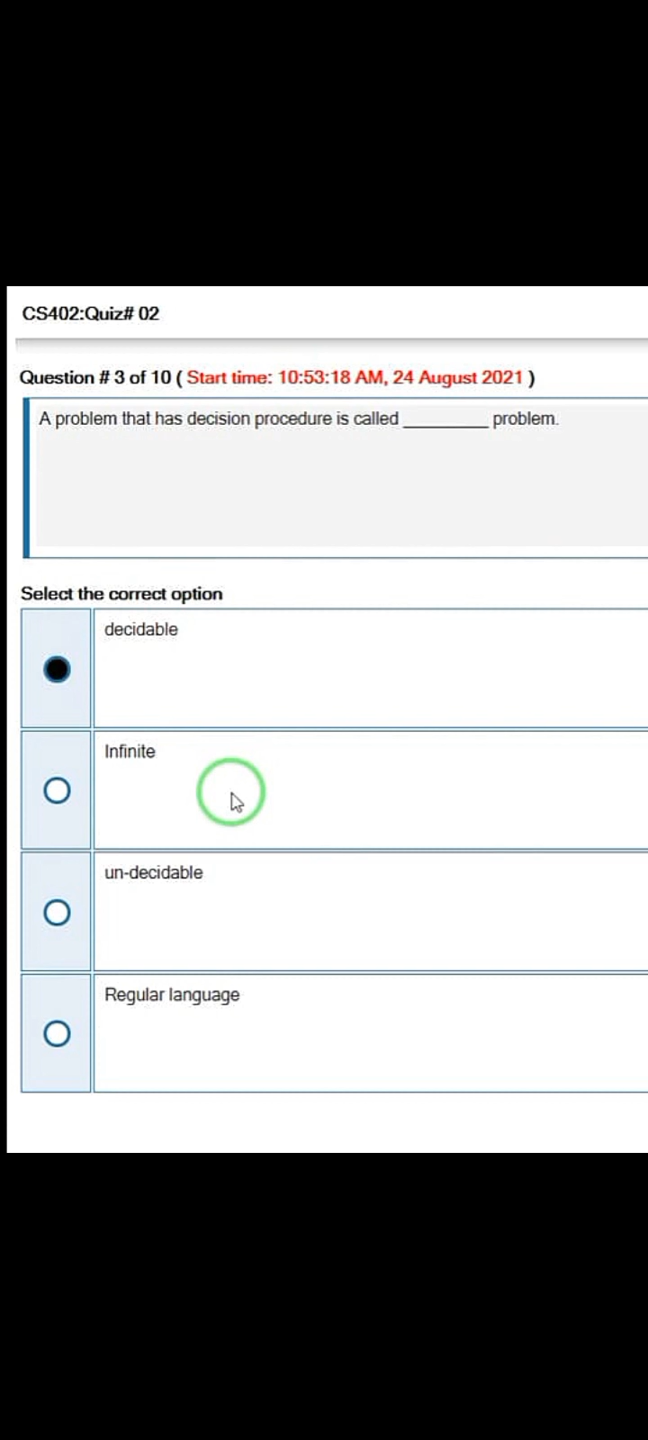 CS402:Quiz# 02
Question # 3 of 10 ( Start time: 10:53:18 AM, 24 August 2021 )
A problem that has decision procedure is called _________ problem.
Select the correct option
decidable
Infinite
un-decidable
Regular language